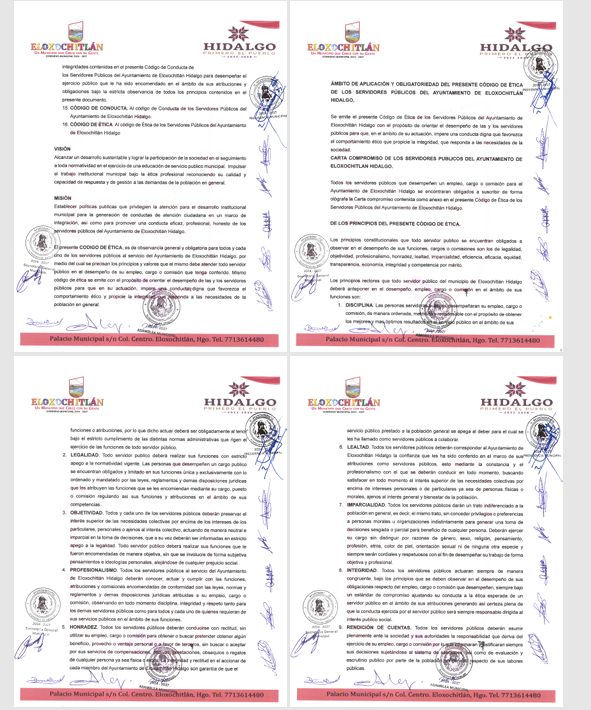 ELOXOCHITLÁN
UN MUNICIPIO QUE CRECE CON SU GENTE
HIDALGO
PRIMERO EL PUEBLO
2022-2028
integridades contenidas en el presente Código de Conducta de
los Servidores Públicos del Ayuntamiento de Eloxochitlán Hidalgo para desempeñar el
ejercicio público que le ha sido encomendado en el ámbito de sus atribuciones y
obligaciones bajo la estricta observancia de todos los principios contenidos en el
presente documento.
15. CÓDIGO DE CONDUCTA. Al código de Conducta de los Servidores Públicos del
Ayuntamiento de Eloxochitlán Hidalgo.
16. CÓDIGO DE ÉTICA. Al código de Ética de los Servidores Públicos del Ayuntamiento
de Eloxochitlán Hidalgo
VISIÓN
Alcanzar un desarrollo sustentable y lograr la participación de la sociedad en el seguimiento
a toda normatividad en el ejercicio de una educación de servicio público municipal. Impulsar
el trabajo institucional bajo la ética profesional reconociendo su calidad y
capacidad de respuesta y de gestión a las demandas de la población en general.
MISIÓN
Establecer políticas públicas que privilegien la atención para el desarrollo institucional
municipal para la generación de conductas de atención ciudadana en un marco de
integración, así como para promover una conducta eficaz, profesional, honesto de los
servidores públicos del Ayuntamiento de Eloxochitlán Hidalgo.
El presente CODIGO DE ÉTICA, es de observancia general y obligatoria para todos y cada
uno de los servidores públicos al servicio del Ayuntamiento de Eloxochitlán Hidalgo, por
medio del cual se precisan los principios y valores que el mismo debe atender todo servidor
público en el desempeño de su empleo, cargo o comisión que tenga conferido. Mismo
código de ética se emite con el propósito de orientar el desempeño de las y los servidores
públicos para que en su actuación, impere una conducta digna que favorezca el
comportamiento ético y propicie la integridad que responda a las necesidades de la
población en general.
Palacio Municipal s/n Col. Centro. Eloxochitlán, Hgo. Tel. 7713614480
ELOXOCHITLÁN
UN MUNICIPIO QUE CRECE CON SU GENTE
HIDALGO
PRIMERO EL PUEBLO
2022-2028
ÁMBITO DE APLICACIÓN Y OBLIGATORIEDAD DEL PRESENTE CÓDIGO DE ÉTICA
DE LOS SERVIDORES PÚBLICOS DEL AYUNTAMIENTO DE ELOXOCHITLÁN
HIDALGO.
Se emite el presente Código de Ética de los Servidores Públicos del Ayuntamiento de
Eloxochitlán Hidalgo con el propósito de orientar el desempeño de las y los servidores
públicos para que, en el ámbito de su actuación, impere una conducta digna que favorezca el
comportamiento ético que propicie la integridad, que responda a las necesidades de la
sociedad.
CARTA COMPROMISO DE LOS SERVIDORES PUBLICOS DEL AYUNTAMIENTO DE
ELOXOCHITLAN HIDALGO.
Todos los servidores públicos que desempeñen un empleo, cargo o comisión para el
Ayuntamiento de Eloxochitlán Hidalgo se encontraran obligados a suscribir de forma
ológrafa la Carta compromiso contenida como anexo en el presente Código de Ética de los
Servidores Públicos del Ayuntamiento de Eloxochitlán Hidalgo.
DE LOS PRINCIPIOS DEL PRESENTE CÓDIGO DE ÉTICA.
Los principios constitucionales que todo servidor público se encuentran obligados a
observar en el desempeño de sus funciones, cargos o comisiones son los de legalidad,
objetividad, profesionalismo, honradez, lealtad, imparcialidad, eficiencia, eficacia, equidad,
transparencia, economía, integridad y competencia por mérito.
Los principios rectores que todo servidor público del municipio de Eloxochitlán Hidalgo
deberá anteponer en el desempeño, empleo, cargo o comisión en el ámbito de sus
funciones son:
1. DISCIPLINA. Las personas servidoras desempeñarán su empleo, cargo o
comisión, de manera ordenada, metódica y responsable con el propósito de obtener
los mejores y mas óptimos resultados en el servicio público en el ámbito de sus
Palacio Municipal s/n Col. Centro. Eloxochitlán, Hgo. Tel. 7713614480
ELOXOCHITLÁN
UN MUNICIPIO QUE CRECE CON SU GENTE
HIDALGO
PRIMERO EL PUEBLO
2022-2028
funciones o atribuciones, por lo que dicho actuar deberá ser obligatoriamente al tenor
bajo el estricto cumplimiento de las distintas normas administrativas que rigen el
ejercicio de las funciones de todo servidor público.
2. LEGALIDAD. Todo servidor público deberá realizar sus funciones con estricto
apego a la normatividad vigente. Las personas que desempeñen un cargo público
se encuentran obligados y limitado en sus funciones única y exclusivamente con lo
ordenado y mandatado por las leyes, reglamentos y demás disposiciones jurídicas
que les atribuyen las funciones que se les encomienden mediante su cargo, puesto
o comisión regulando así sus funciones y atribuciones en el ámbito de sus
competencias.
3. OBJETIVIDAD. Todos y cada uno de los servidores públicos deberán preservar el
interés superior de las necesidades colectivas por encima de los intereses de los
particulares, personales o ajenos al interés colectivo, actuando de manera neutral e
imparcial en la toma de decisiones, que a su vez deberán ser informadas en estricto
apego a la legalidad. Todo servidor público deberá realizar sus funciones que le
fueron encomendadas de manera objetiva, sin que se involucre de forma subjetiva
pensamientos e ideologías personales, alejándose de cualquier prejuicio social.
4. PROFESIONALISMO. Todos los servidores públicos al servicio del Ayuntamiento
de Eloxochitlán Hidalgo deberán conocer, actuar y cumplir con las funciones,
atribuciones y comisiones encomendadas de conformidad con las leyes, normas y
reglamentos y demás disposiciones jurídicas atribuidas a su empleo, cargo o
comisión, observando en todo momento disciplina, integridad y respeto tanto para
los demás servidores públicos como para todos y cada uno de quienes requieren de
sus servicios públicos en el ámbito de sus funciones.
5. HONRADEZ. Todos los servidores públicos deberán conducirse con rectitud, sin
utilizar su empleo, cargo o comisión para obtener o buscar pretender obtener algún
beneficio, provecho o ventaja personal o a favor de terceros, sin buscar o aceptar
por sus servicios de compensaciones, obsequios o regalos
de cualquier persona ya sea física o moral. La integridad y rectitud en el accionar de
cada miembro del Ayuntamiento de Eloxochitlán Hidalgo son garantía de que el
Palacio Municipal s/n Col. Centro. Eloxochitlán, Hgo. Tel. 7713614480
ELOXOCHITLÁN
UN MUNICIPIO QUE CRECE CON SU GENTE
HIDALGO
PRIMERO EL PUEBLO
2022-2028
servicio público prestado a la población general se apega al deber para el cual se
les ha llamado como servidores públicos a colaborar.
6. LEALTAD. Todos los servidores públicos deberán corresponder al Ayuntamiento de
Eloxochitlán Hidalgo la confianza que les ha sido conferida en el marco de sus
atribuciones como servidores públicos, esto mediante la constancia y el
profesionalismo con el que se deberán conducir en todo momento, buscando
satisfacer en todo momento el interés superior de las necesidades colectivas por
encima de intereses personales o de particulares ya sea de personas físicas o
morales, ajenos al interés general y bienestar de la población.
7. IMPARCIALIDAD. Todos los servidores públicos darán un trato indiferenciado a la
población en general, es decir, al mismo trato, sin conceder privilegios o preferencias
a personas morales u organizaciones indistintamente para generar una toma de
decisiones sesgada o parcial para beneficio de cualquier persona. Deberán ejercer
su cargo sin distinguir por razones de género, sexo, religión, pensamiento,
profesión, etnia, color de piel, orientación sexual ni de ninguna otra especie y
siempre serán cordiales y respetuosos con el fin de desempeñar su trabajo de forma
objetiva y profesional.
8. INTEGRIDAD. Todos los servidores públicos actuaran siempre de manera
congruente, bajo los principios que se deben observar en el desempeño de sus
obligaciones respecto del empleo, cargo o comisión que desempeñen, siempre bajo
un estándar de compromiso ajustando su conducta a la ética esperada de un
servidor público en el ámbito de sus atribuciones generando así certeza plena de
que la conducta ejercida por el servidor público será siempre responsable dirigida al
interés público social.
9. RENDICIÓN DE CUENTAS. Todos los servidores públicos deberán asumir
plenamente ante la sociedad y sus autoridades la responsabilidad que deriva del
ejercicio de su empleo, cargo o comisión, por lo que informaran y justificaran siempre
sus decisiones sujetándose al sistema de como de evaluación y
escrutinio público por parte de la población respecto de sus labores
públicas.
Palacio Municipal s/n Col. Centro. Eloxochitlán, Hgo. Tel. 7713614480